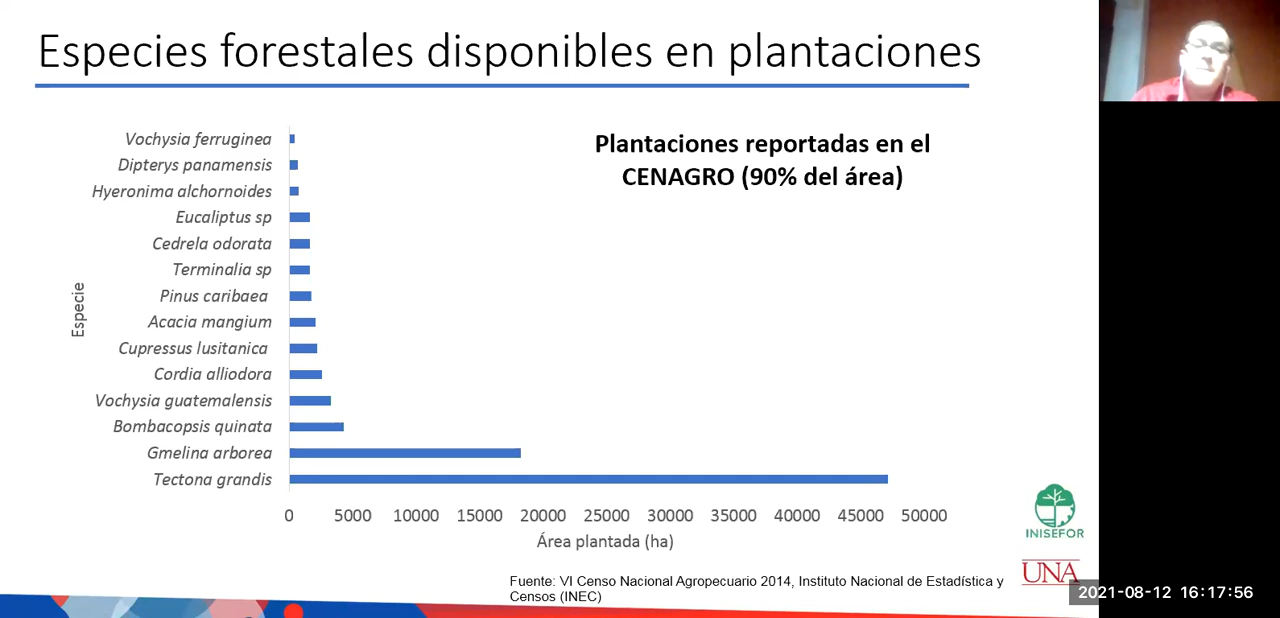 Especies forestales disponibles en plantaciones
Plantaciones reportadas en el
CENAGRO (90% del área)
Especie
Vochysia ferruginea
Dipterys panamensis
Hyeronima alchornoides
Eucaliptus sp
Cedrela odorata
Terminalia sp
Pinus caribaea
Acacia mangium
Cupressus lusitanica
Cordia alliodora
Vochysia guatemalensis
Bombacopsis quinata
Gmelina arborea
Tectona grandis
0 5000 10000 15000 20000 25000 30000 35000 40000 45000 50000
Área plantada (ha)
INISEFOR
UNA
Fuente: VI Censo Nacional Agropecuario 2014, Instituto Nacional de Estadística y
Censos (INEC)
2021-08-12 16:17:56